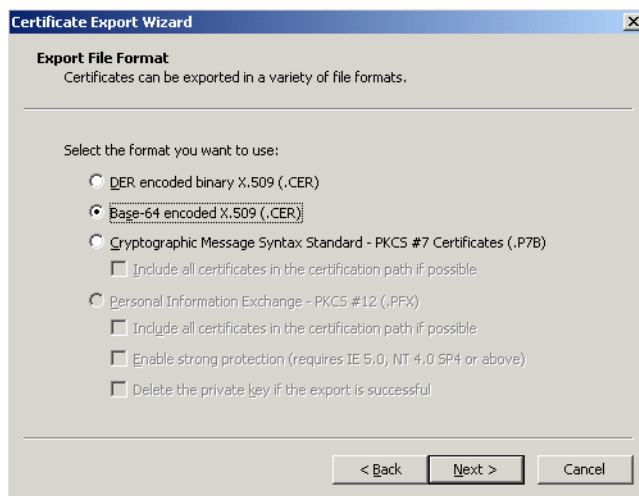 Certificate Export Wizard
Export File Format
Certificates can be exported in a variety of file formats.
Select the format you want to use:
DER encoded binary X.509 (.CER)
Base-64 encoded X.509 (.CER)
Cryptographic Message Syntax Standard - PKCS #7 Certificates (.P7B)
Include all certificates in the certification path if possible
Personal Information Exchange - PKCS #12 (.PFX)
Include all certificates in the certification path if possible
Enable strong protection (requires IE 5.0, NT 4.0 SP4 or above)
Delete the private key if the export is successful
< Back Next > Cancel